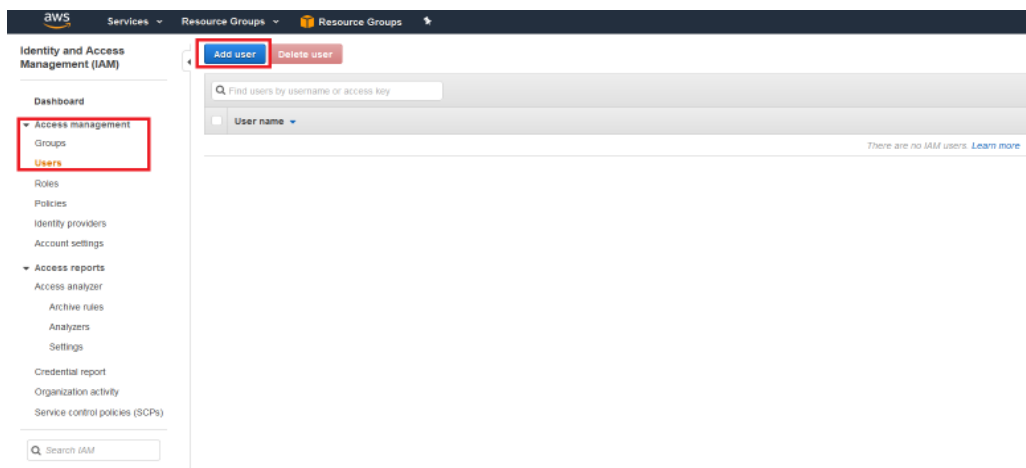 aws Services Resource Groups Resource Groups
Identity and Access
Management (IAM)
Dashboard
Access management
Groups
Users
Roles
Policies
Identity providers
Account settings
Access reports
Access analyzer
Archive rules
Analyzers
Settings
Credential report
Organization activity
Service control policies (SCPs)
Search IAM
Add user Delete user
Find users by username or access key
User name
There are no IAM users. Learn more